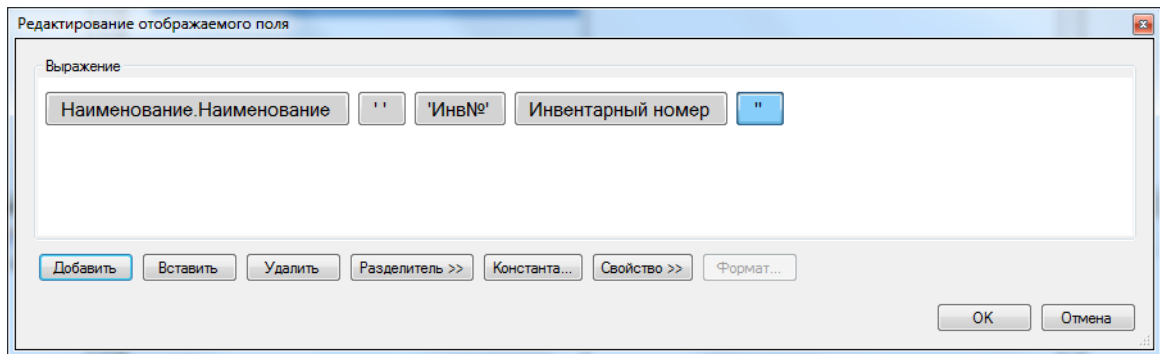 Редактирование отображаемого поля
Выражение
Наименование.Наименование ' ' 'Инв№' Инвентарный номер ''
Добавить Вставить Удалить Разделитель >> Константа... Свойство >> Формат...
OK Отмена